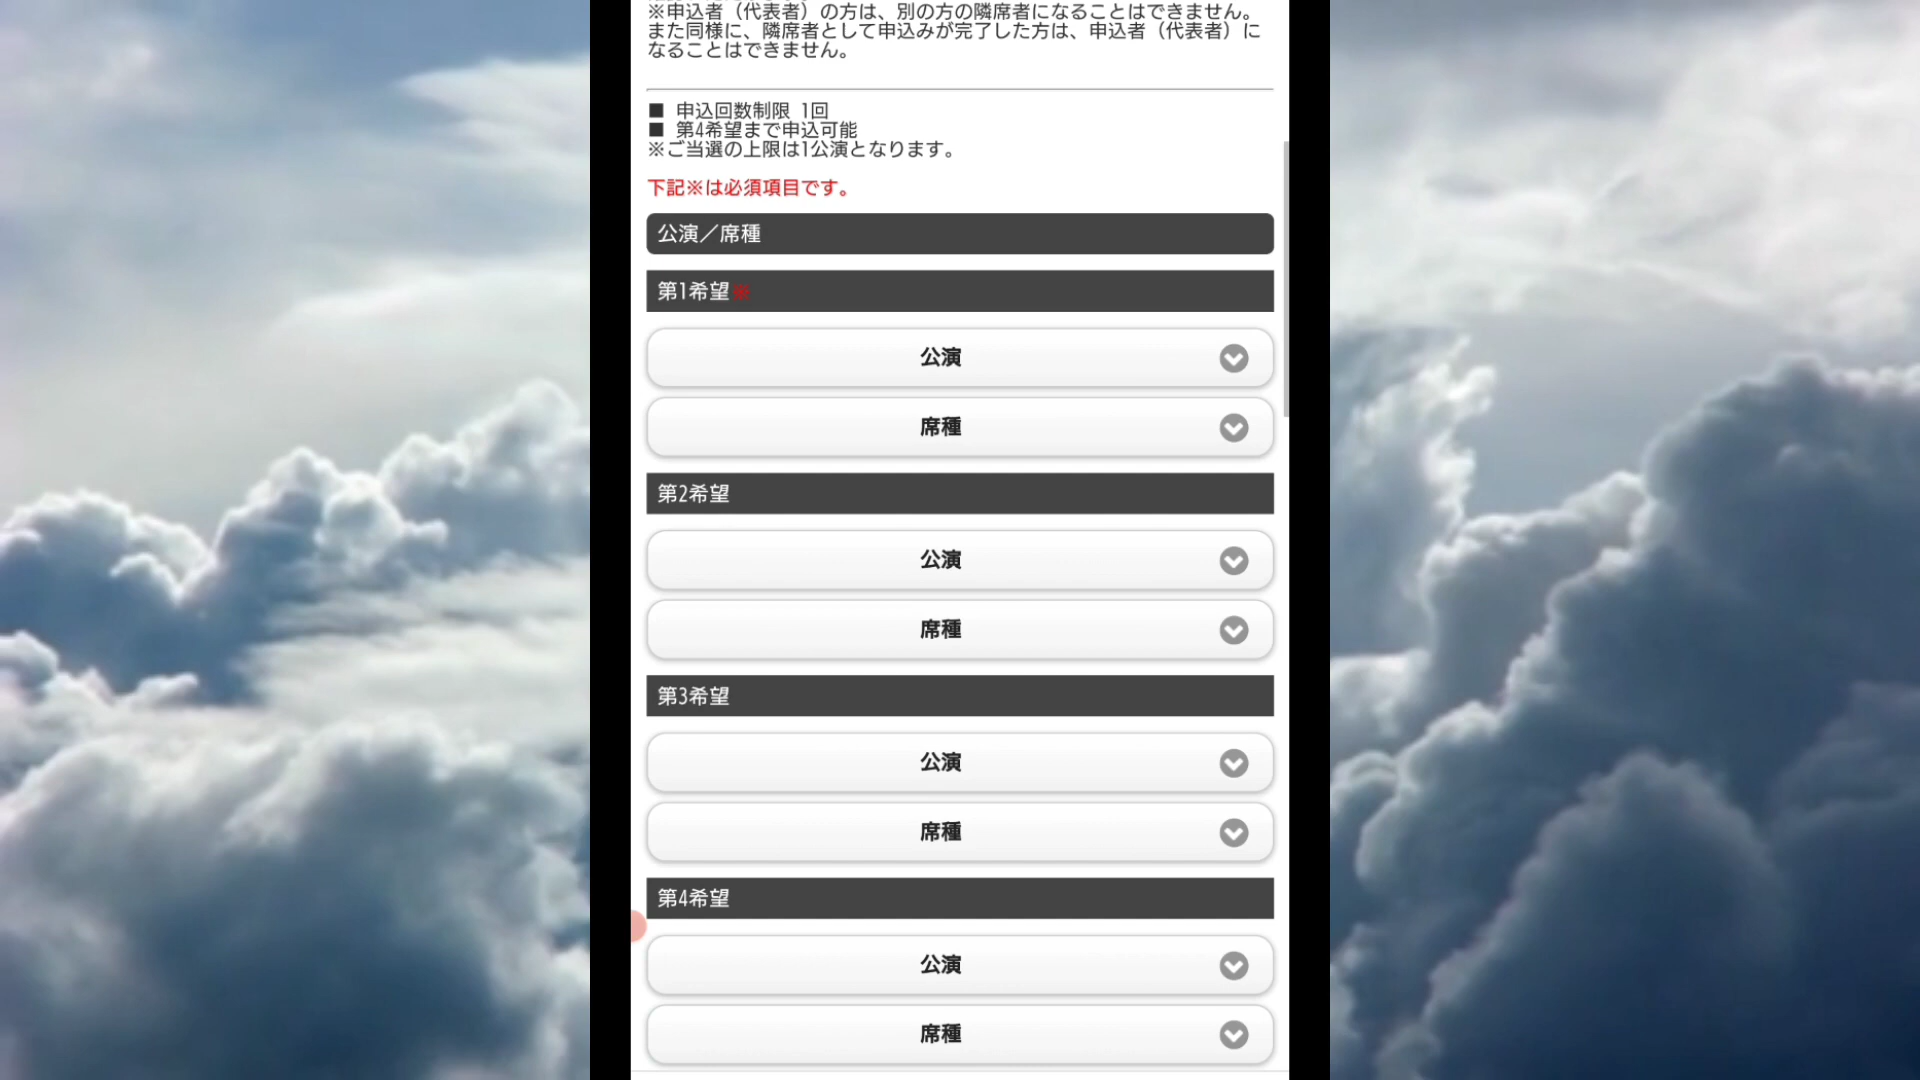 ※申込者（代表者）の方は、別の方の隣席者になることはできません。
また同様に、隣席者として申込みが完了した方は、申込者（代表者）に
なることはできません。
■ 申込回数制限 1回
■ 第4希望まで申込可能
※ご当選の上限は1公演となります。
下記※は必須項目です。
公演／席種
第1希望※
公演
席種
第2希望
公演
席種
第3希望
公演
席種
第4希望
公演
席種